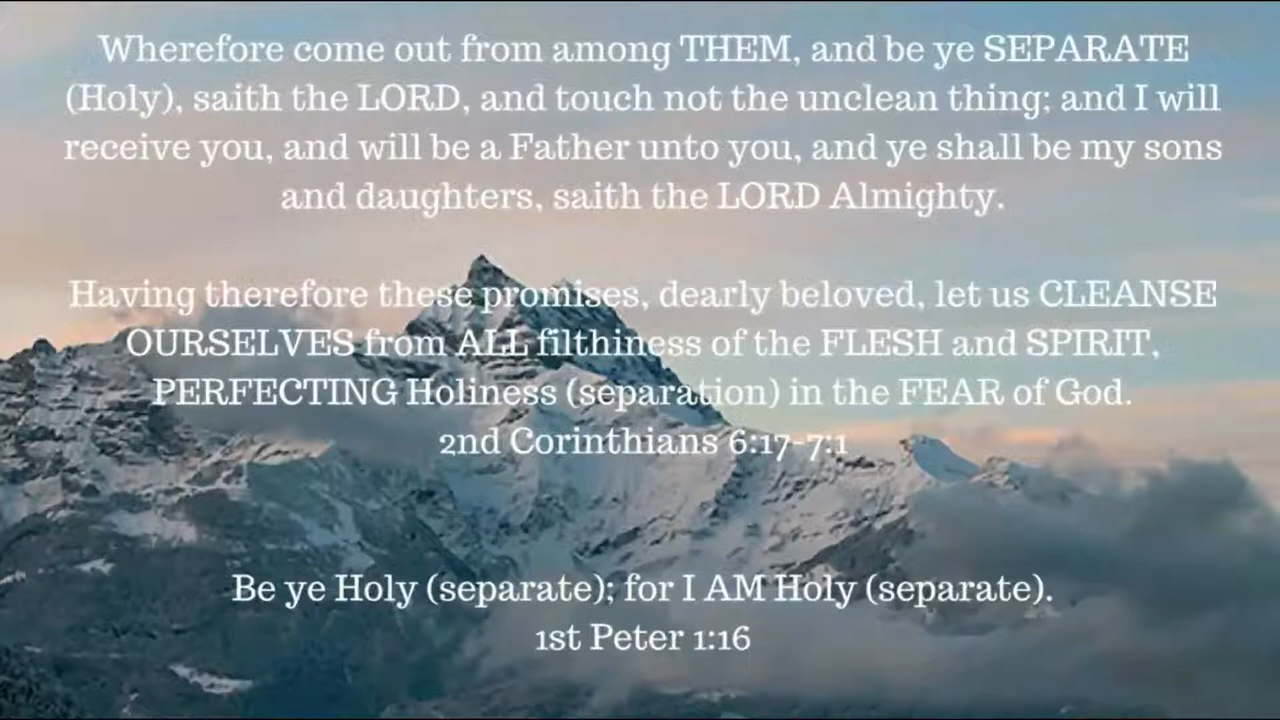 Wherefore come out from among THEM, and be ye SEPARATE
(Holy), saith the LORD, and touch not the unclean thing; and I will
receive you, and will be a Father unto you, and ye shall be my sons
and daughters, saith the LORD Almighty.
Having therefore these promises, dearly beloved, let us CLEANSE
OURSELVES from ALL filthiness of the FLESH and SPIRIT,
PERFECTING Holiness (separation) in the FEAR of God.
2nd Corinthians 6:17-7:1
Be ye Holy (separate); for I AM Holy (separate).
1st Peter 1:16